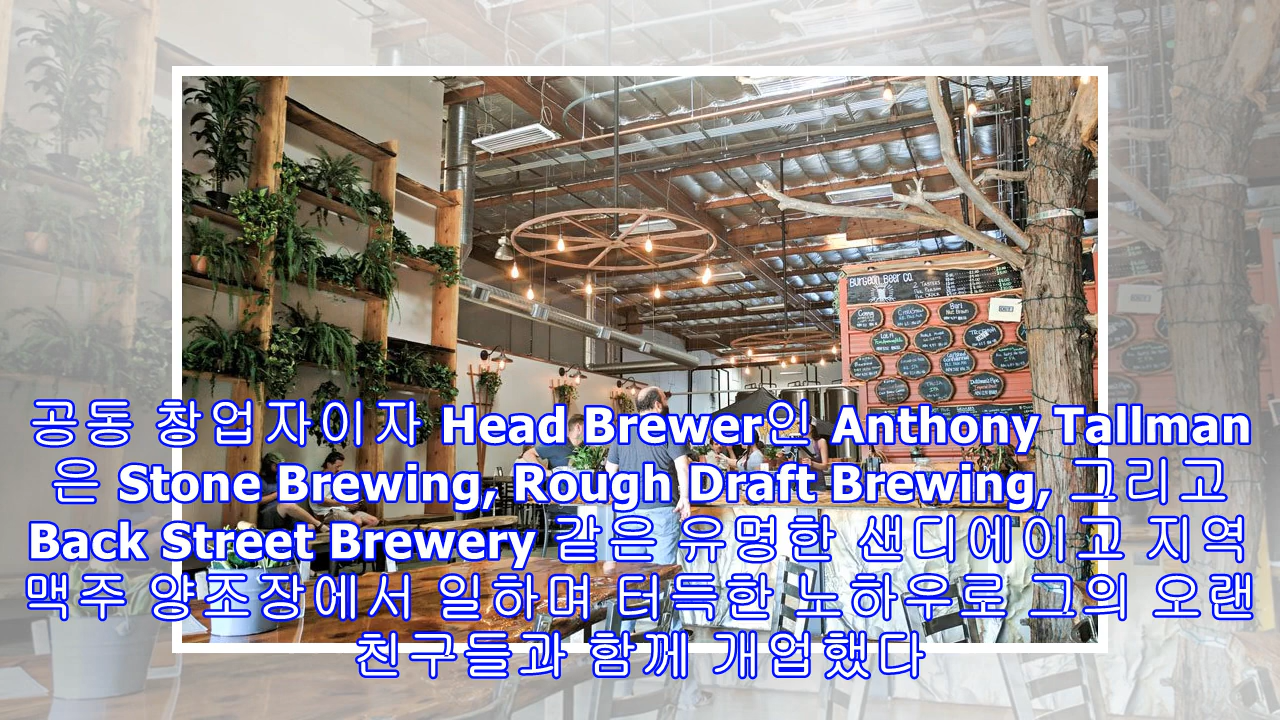 BURGEON BEER CO.
공동 창업자이자 Head Brewer인 Anthony Tallman
은 Stone Brewing, Rough Draft Brewing, 그리고
Back Street Brewery 같은 유명한 샌디에이고 지역
맥주 양조장에서 일하며 터득한 노하우로 그의 오랜
친구들과 함께 개업했다